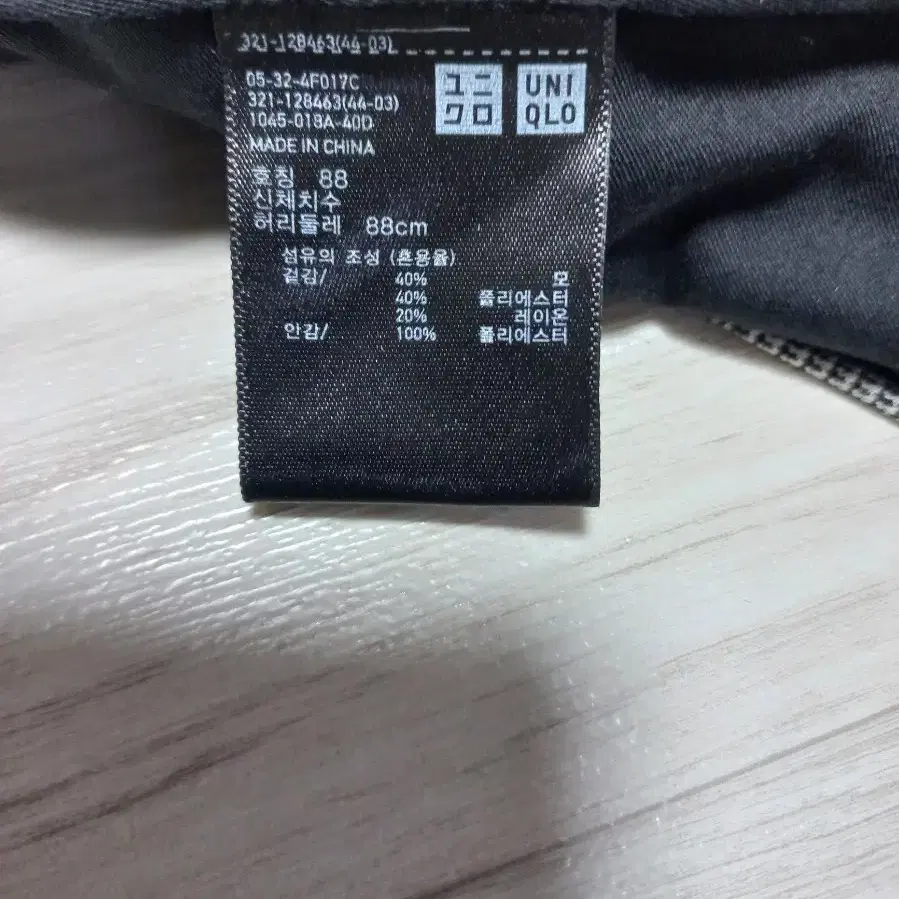 321-128463(44-03)
05-32-4F017C
321-128463(44-03)
1045-018A-40D
MADE IN CHINA
ユニ
クロ
UNI
QLO
호칭 88
신체치수
허리둘레 88cm
섬유의 조성 (혼용율)
겉감/ 40% 모
40% 폴리에스터
20% 레이온
안감/ 100% 폴리에스터